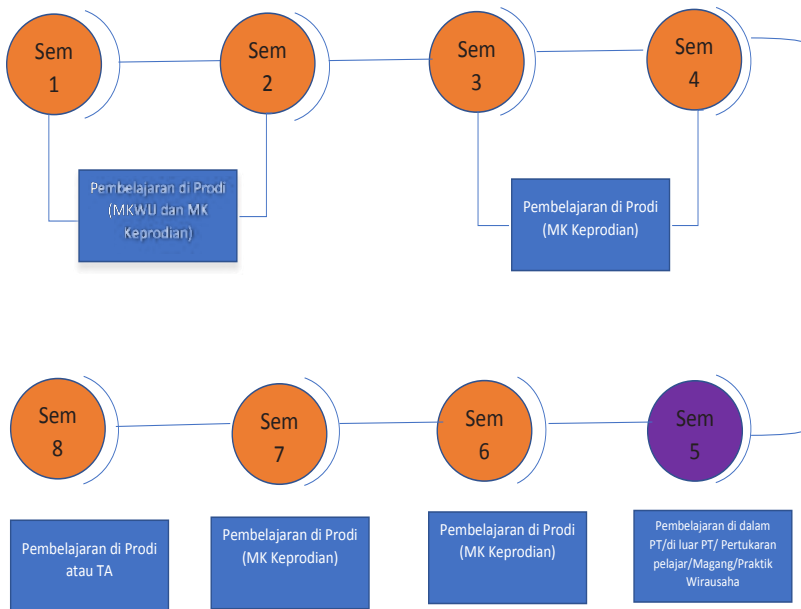 Sem
1
Sem
2
Sem
3
Sem
4
Pembelajaran di Prodi
(MKWU dan MK
Keprodian)
Pembelajaran di Prodi
(MK Keprodian)
Sem
8
Sem
7
Sem
6
Sem
5
Pembelajaran di Prodi
atau TA
Pembelajaran di Prodi
(MK Keprodian)
Pembelajaran di Prodi
(MK Keprodian)
Pembelajaran di dalam
PT/di luar PT/ Pertukaran
pelajar/Magang/Praktik
Wirausaha